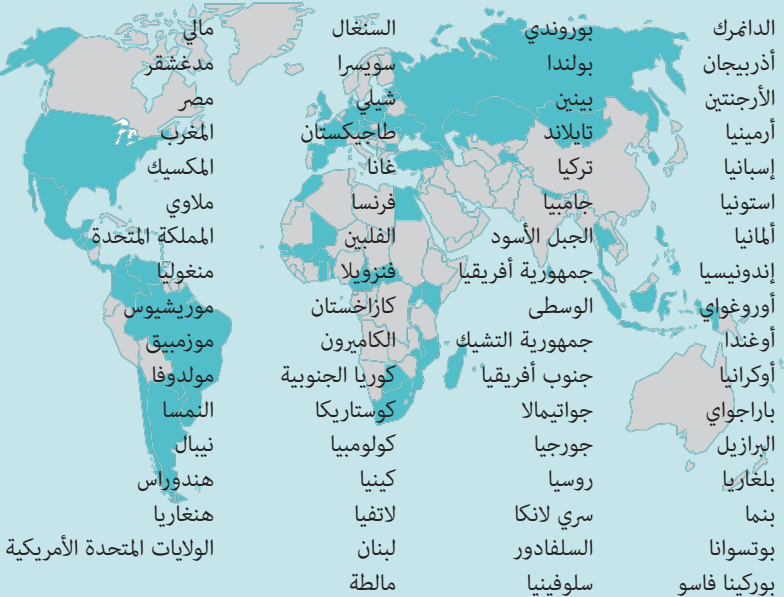 الدانمرك
أذربيجان
الأرجنتين
أرمينيا
إسبانيا
استونيا
ألمانيا
إندونيسيا
أوروغواي
أوغندا
أوكرانيا
باراجواي
البرازيل
بلغاريا
بنما
بوتسوانا
بوركينا فاسو
بوروندي
بولندا
بينين
تايلاند
تركيا
جامبيا
الجبل الأسود
جمهورية أفريقيا
الوسطى
جمهورية التشيك
جنوب أفريقيا
جواتيمالا
جورجيا
روسيا
سري لانكا
السلفادور
سلوفينيا
السنغال
سويسرا
شيلي
طاجيكستان
غانا
فرنسا
الفلبين
فنزويلا
كازاخستان
الكاميرون
كوريا الجنوبية
كوستاريكا
كولومبيا
كينيا
لاتفيا
لبنان
مالطة
مالي
مدغشقر
مصر
المغرب
المكسيك
ملاوي
المملكة المتحدة
منغوليا
موريشيوس
موزمبيق
مولدوفا
النمسا
نيبال
هندوراس
هنغاريا
الولايات المتحدة الأمريكية